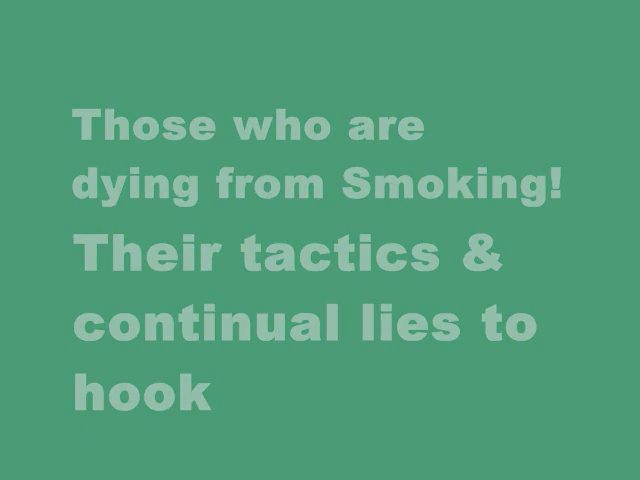 Those who are
dying from Smoking!
Their tactics &
continual lies to
hook